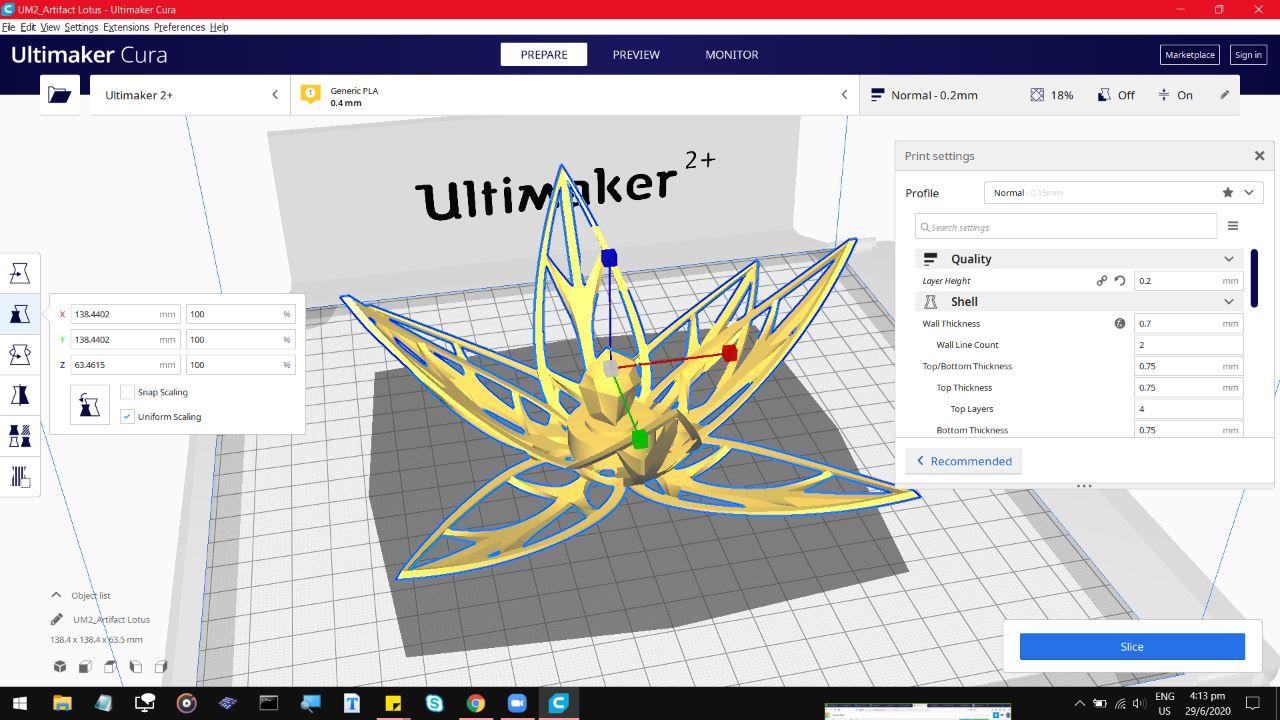 UM2_Artifact Lotus - Ultimaker Cura
File Edit View Settings Extensions Preferences Help
Ultimaker Cura
PREPARE
PREVIEW
MONITOR
Marketplace
Sign in
Ultimaker 2+
1
Generic PLA
0.4 mm
Normal - 0.2mm
18%
Off
On
Ultimaker 2+
Print settings
Profile
Normal - 0.15mm
Search settings
Quality
Layer Height
0.2 mm
Shell
Wall Thickness
0.7 mm
Wall Line Count
2
Top/Bottom Thickness
0.75 mm
Top Thickness
0.75 mm
Top Layers
4
Bottom Thickness
0.75 mm
Recommended
X 138.4402 mm 100 %
Y 138.4402 mm 100 %
Z 63.4615 mm 100 %
Snap Scaling
Uniform Scaling
Object list
UM2_Artifact Lotus
138.4 x 138.4 x 63.5 mm
Slice
ENG
US
4:13 pm
29/6/2020